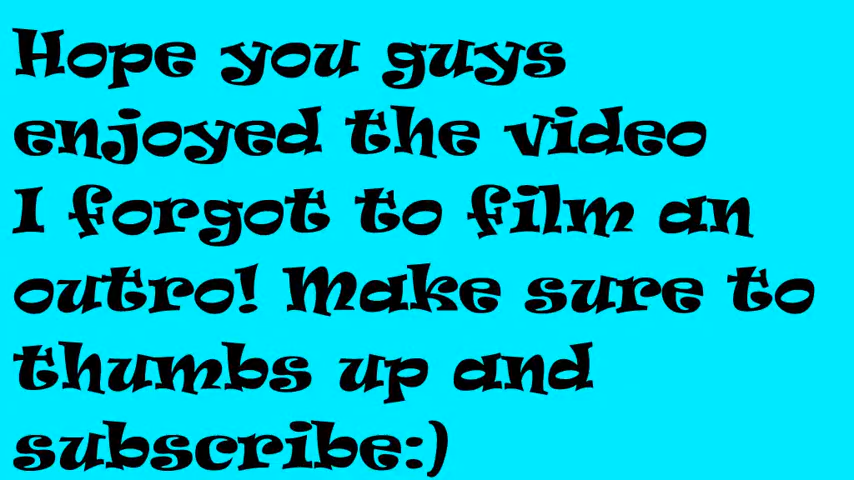 Hope you guys
enjoyed the video
I forgot to film an
outro! Make sure to
thumbs up and
subscribe:)